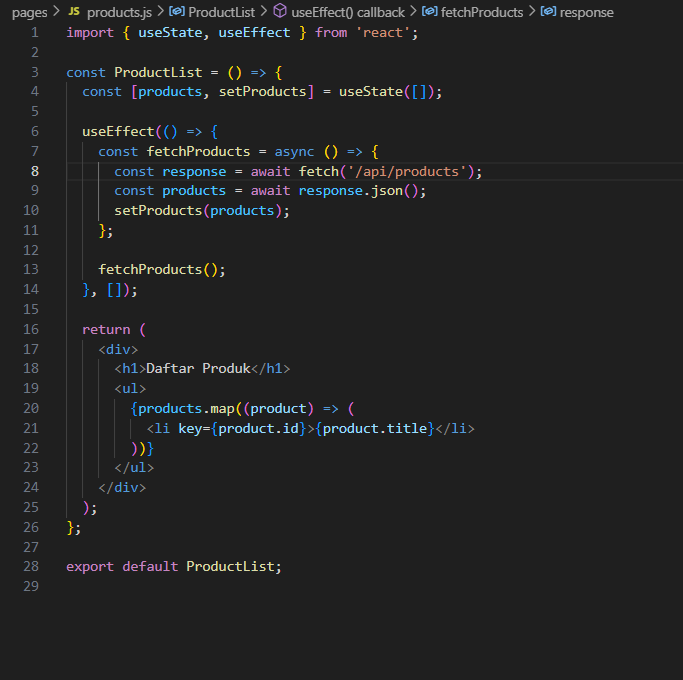 pages > JS products.js > ProductList > useEffect() callback > fetchProducts > response
1 import { useState, useEffect } from 'react';
2
3 const ProductList = () => {
4 const [products, setProducts] = useState([]);
5
6 useEffect(() => {
7 const fetchProducts = async () => {
8 const response = await fetch('/api/products');
9 const products = await response.json();
10 setProducts(products);
11 };
12
13 fetchProducts();
14 }, []);
15
16 return (
17 <div>
18 <h1>Daftar Produk</h1>
19 <ul>
20 {products.map((product) => (
21 <li key={product.id}>{product.title}</li>
22 ))}
23 </ul>
24 </div>
25 );
26 };
27
28 export default ProductList;
29